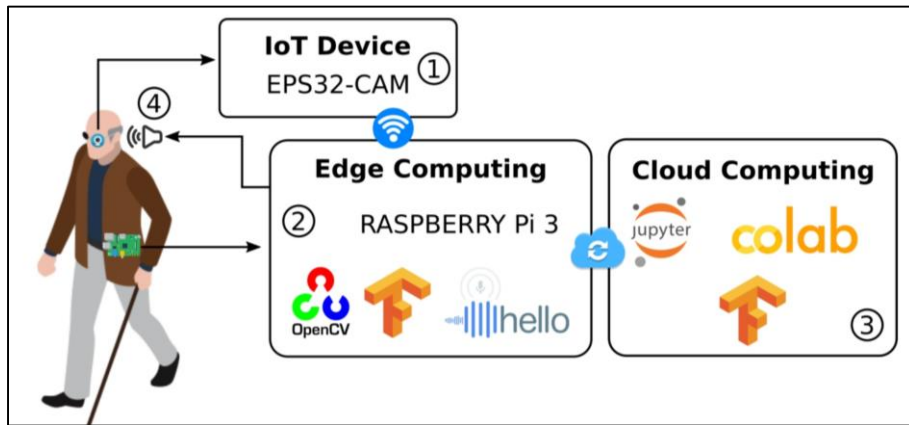 IoT Device
EPS32-CAM
1
4
Edge Computing
2
RASPBERRY Pi 3
OpenCV
hello
Cloud Computing
jupyter
colab
3